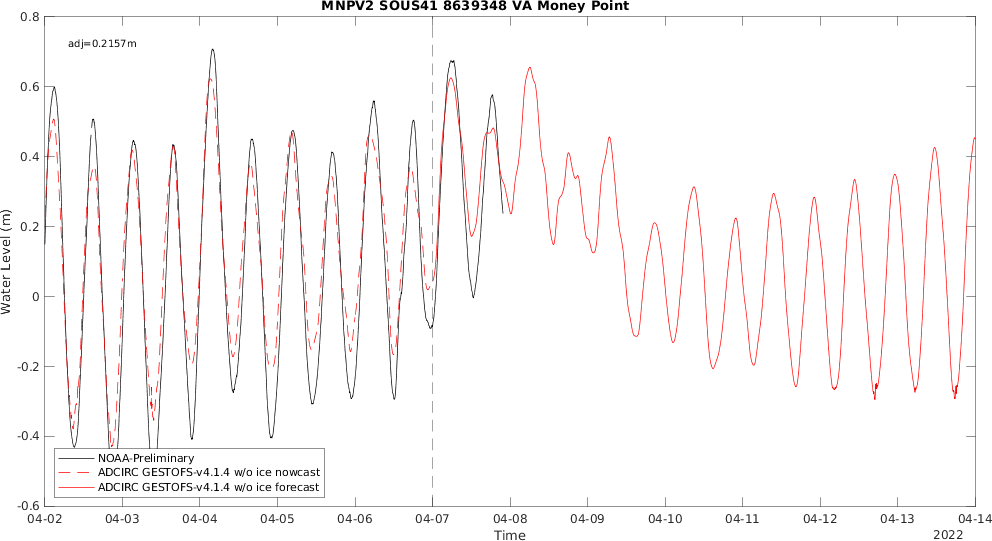 MNPV2 SOUS41 8639348 VA Money Point
adj=0.2157m
0.8
0.6
0.4
0.2
0
-0.2
-0.4
-0.6
Water Level (m)
NOAA-Preliminary
ADCIRC GESTOFS-v4.1.4 w/o ice nowcast
ADCIRC GESTOFS-v4.1.4 w/o ice forecast
04-02 04-03 04-04 04-05 04-06 04-07 04-08 04-09 04-10 04-11 04-12 04-13 04-14
Time
2022